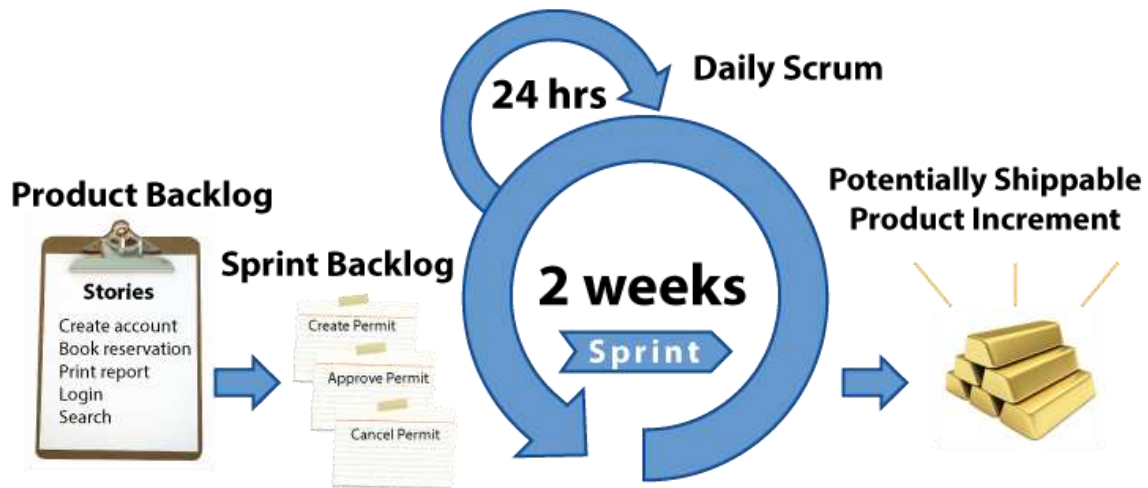 Product Backlog
Stories
Create account
Book reservation
Print report
Login
Search
Sprint Backlog
Create Permit
Approve Permit
Cancel Permit
24 hrs
Daily Scrum
2 weeks
Sprint
Potentially Shippable
Product Increment